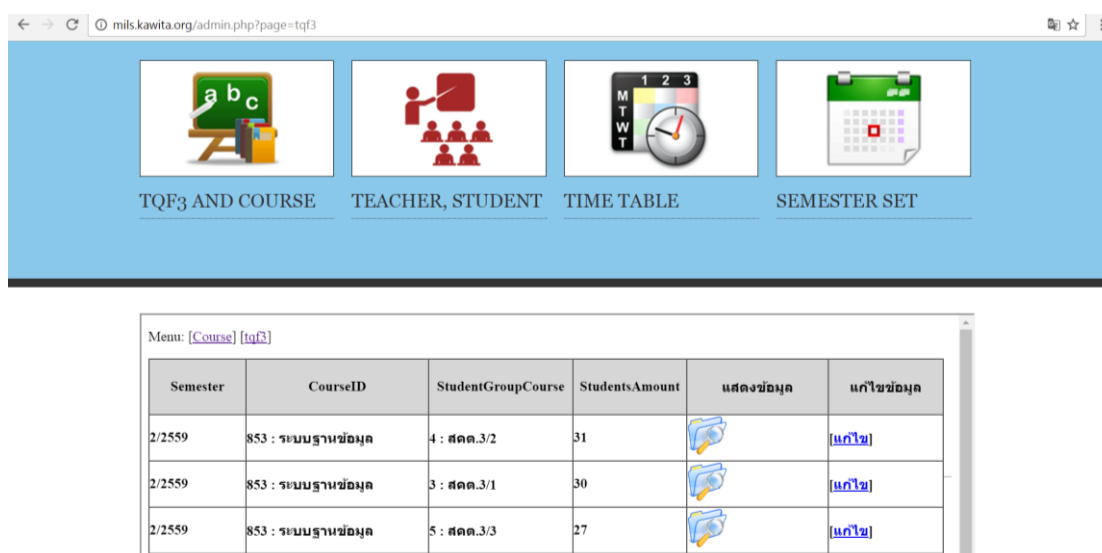 mils.kawita.org/admin.php?page=tqf3
a b c
1 2 3
M
T
W
T
TQF3 AND COURSE TEACHER, STUDENT TIME TABLE SEMESTER SET
Menu: [Course] [tqf3]
Semester CourseID StudentGroupCourse StudentsAmount แสดงข้อมูล แก้ไขข้อมูล
2/2559 853 : ระบบฐานข้อมูล 4 : สคต.3/2 31 [แก้ไข]
2/2559 853 : ระบบฐานข้อมูล 3 : สคต.3/1 30 [แก้ไข]
2/2559 853 : ระบบฐานข้อมูล 5 : สคต.3/3 27 [แก้ไข]